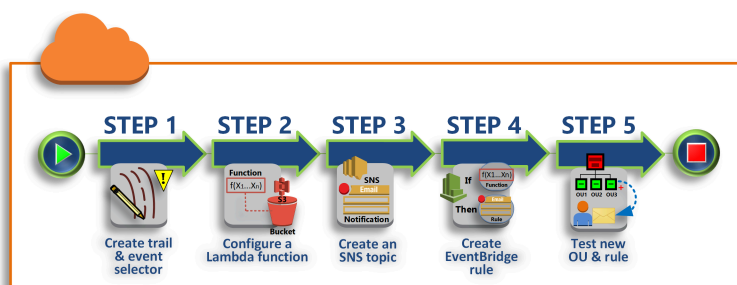 STEP 1
STEP 2
STEP 3
STEP 4
STEP 5
!
Function
f(X1...Xn)
S3
Bucket
SNS
Email
Notification
If
f(X1...Xn)
Function
Then
Email
Rule
OU1 OU2 OU3
+
Create trail
& event
selector
Configure a
Lambda function
Create an
SNS topic
Create
EventBridge
rule
Test new
OU & rule